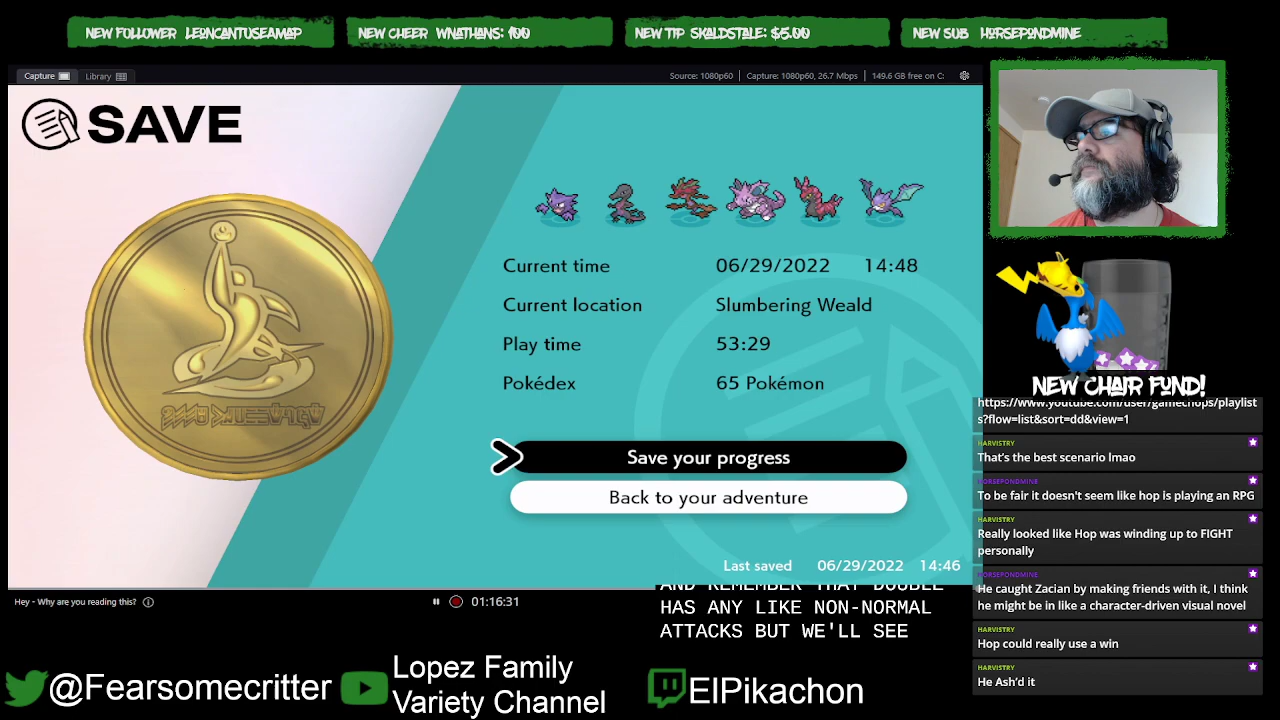 NEW FOLLOWER LEONCANTUSEAMAP
NEW CHEER WNATHANS: 100
NEW TIP SKALDSTALE: $5.00
NEW SUB HORSEPONDMINE
Capture
Library
Source: 1080p60
Capture: 1080p60, 26.7 Mbps
149.6 GB free on C:
SAVE
Current time 06/29/2022 14:48
Current location Slumbering Weald
Play time 53:29
Pokédex 65 Pokémon
Save your progress
Back to your adventure
Last saved 06/29/2022 14:46
NEW CHAIR FUND!
https://www.youtube.com/user/gamechops/playlist
s?flow=list&sort=dd&view=1
HARVISTRY
That's the best scenario lmao
HORSEPONDMINE
To be fair it doesn't seem like hop is playing an RPG
HARVISTRY
Really looked like Hop was winding up to FIGHT
personally
HORSEPONDMINE
He caught Zacian by making friends with it, I think
he might be in like a character-driven visual novel
HARVISTRY
Hop could really use a win
HARVISTRY
He Ash'd it
Hey - Why are you reading this?
01:16:31
AND REMEMBER THAT DOUBLE
HAS ANY LIKE NON-NORMAL
ATTACKS BUT WE'LL SEE
@Fearsomecritter
Lopez Family
Variety Channel
ElPikachon